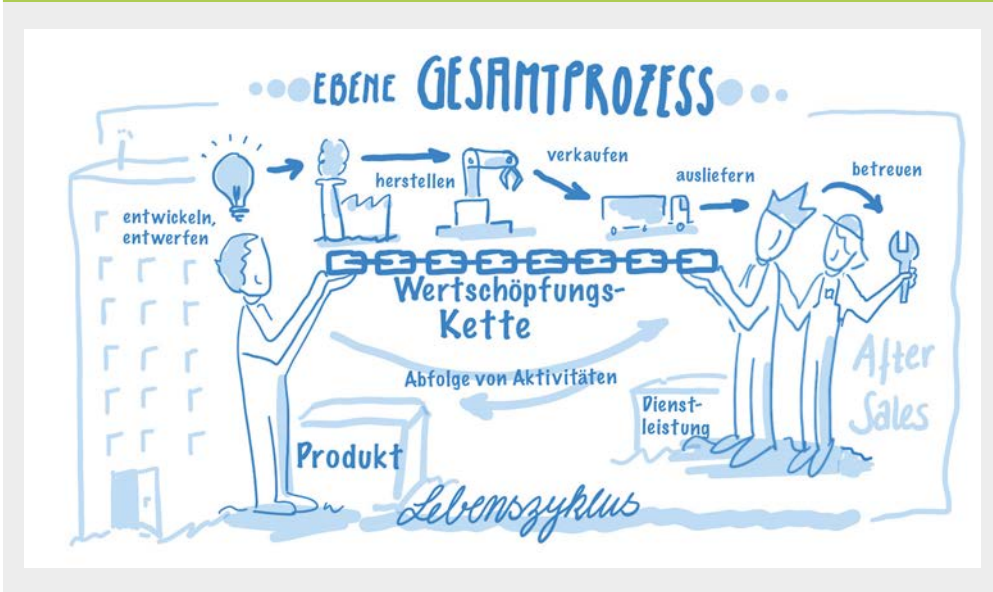 EBENE GESAMTPROZESS
entwickeln,
entwerfen
herstellen
verkaufen
ausliefern
betreuen
Wertschöpfungs-
Kette
Abfolge von Aktivitäten
Produkt
Dienst-
leistung
After
Sales
Lebenszyklus